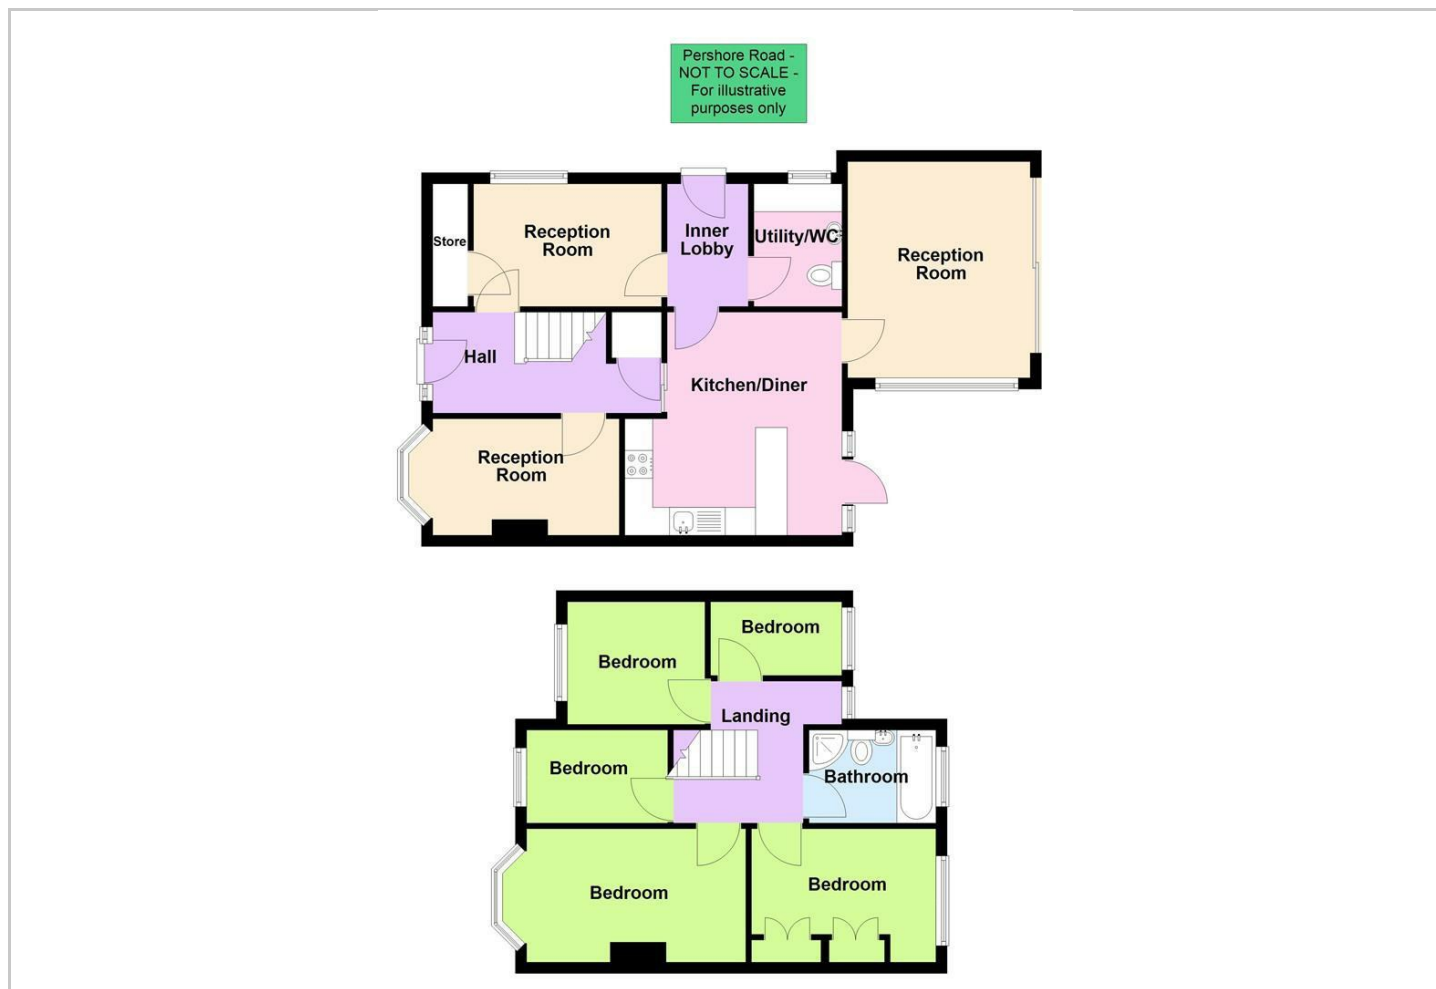 Pershore Road -
NOT TO SCALE -
For illustrative
purposes only
Store
Reception
Room
Inner
Lobby
Utility/WC
Reception
Room
Hall
Kitchen/Diner
Reception
Room
Bedroom
Bedroom
Landing
Bedroom
Bathroom
Bedroom
Bedroom